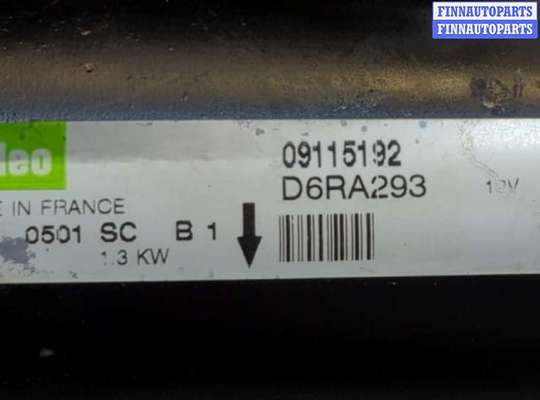 FINNAUTOPARTS
FINNAUTOPARTS
leo
09115192
D6RA293
12V
E IN FRANCE
0501 SC B 1
1.3 KW